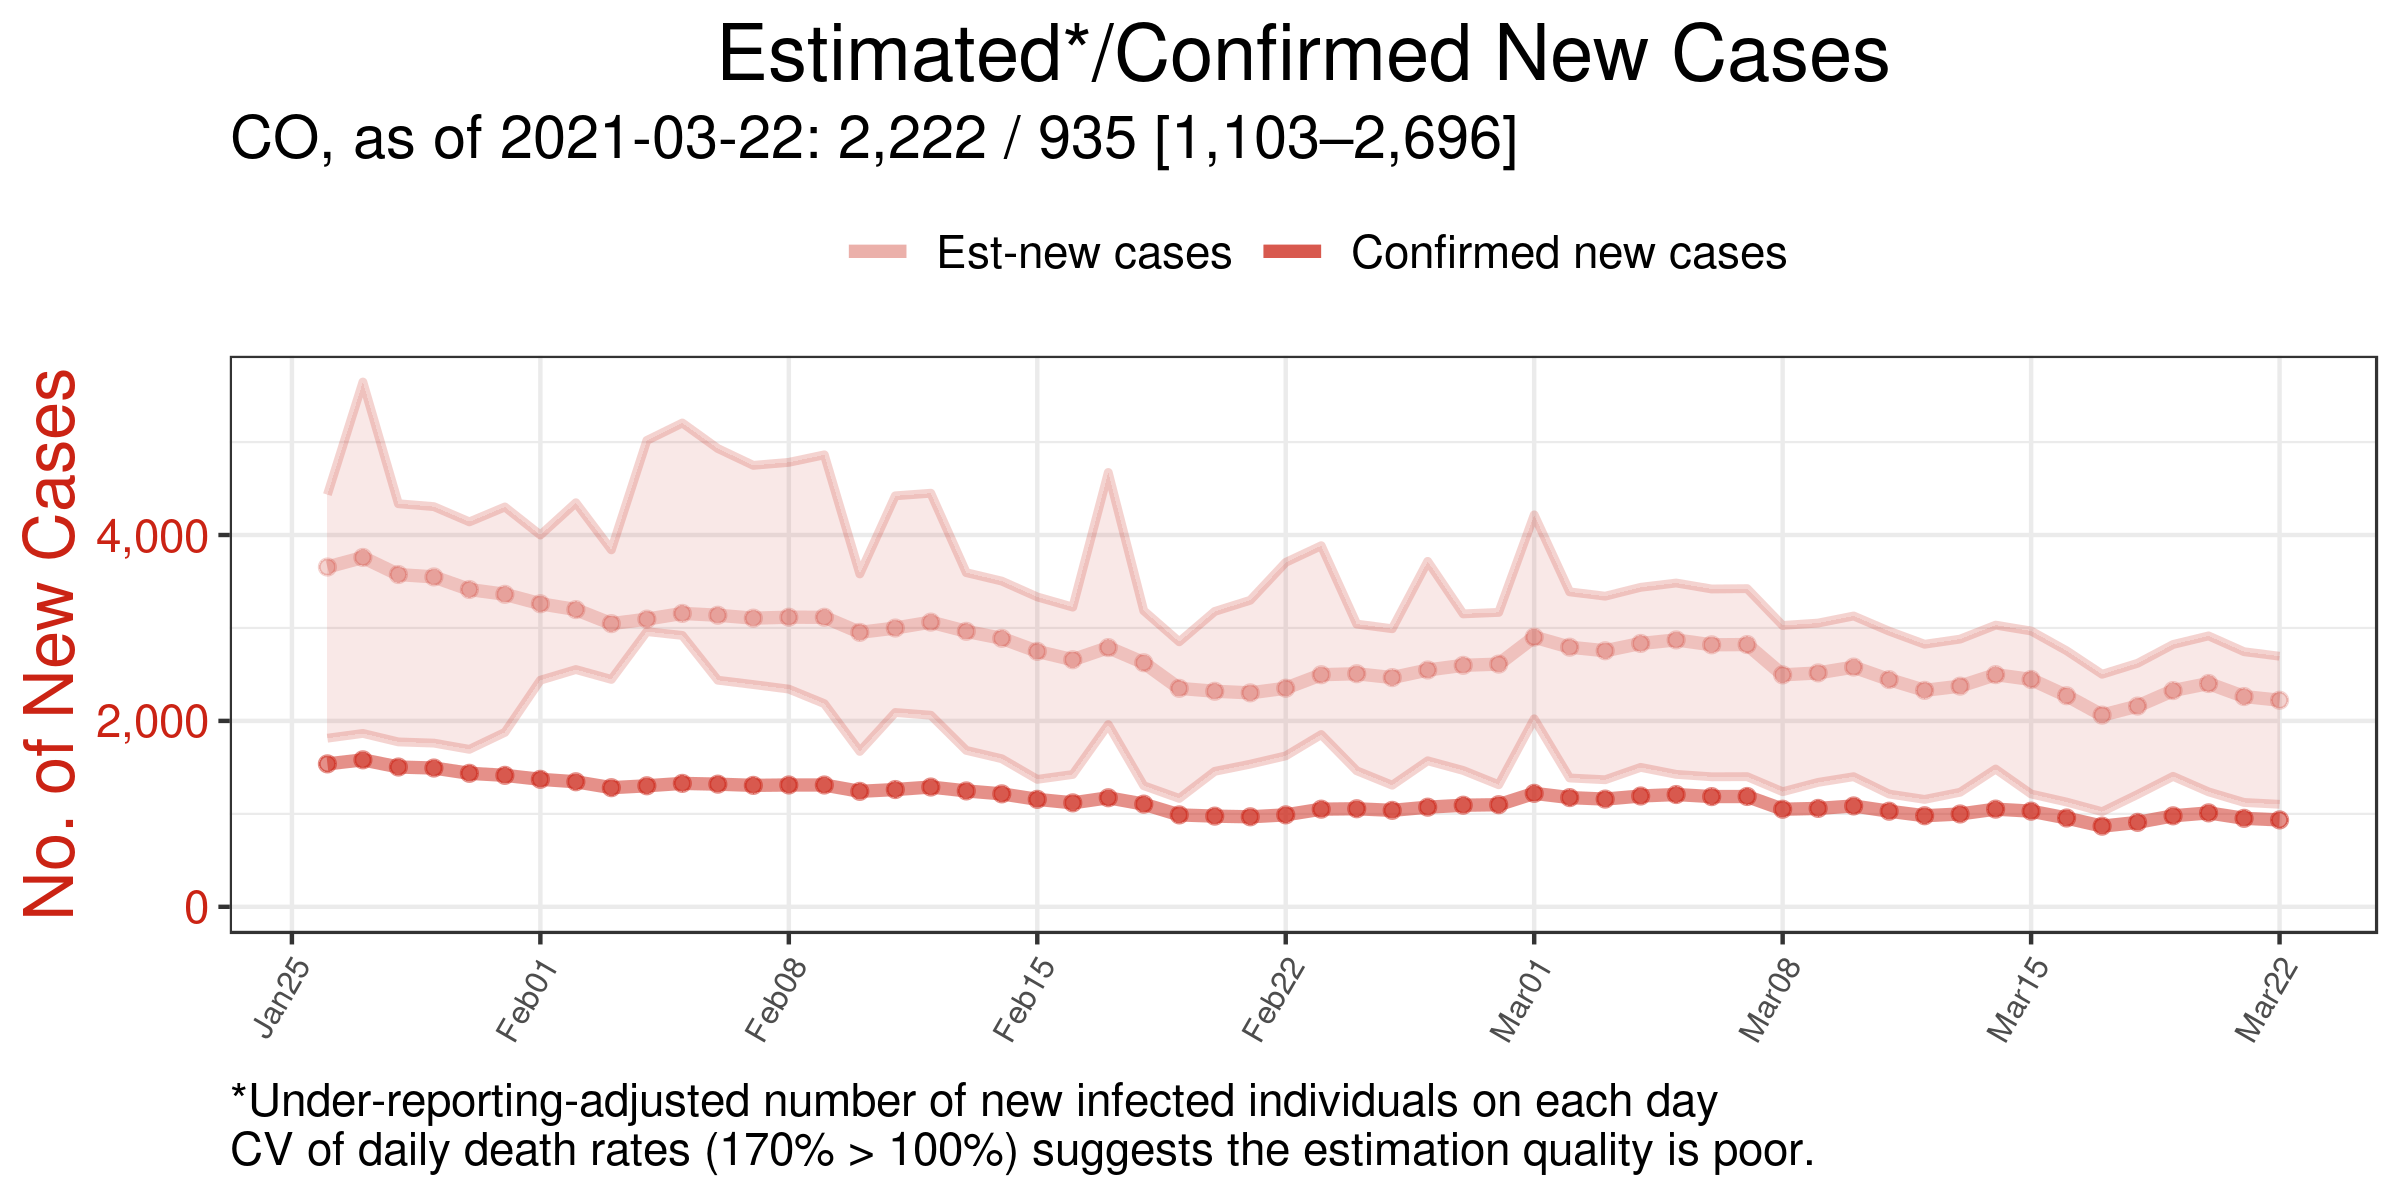 Estimated*/Confirmed New Cases
CO, as of 2021-03-22: 2,222 / 935 [1,103–2,696]
Est-new cases Confirmed new cases
No. of New Cases
4,000
2,000
0
Jan25 Feb01 Feb08 Feb15 Feb22 Mar01 Mar08 Mar15 Mar22
*Under-reporting-adjusted number of new infected individuals on each day
CV of daily death rates (170% > 100%) suggests the estimation quality is poor.